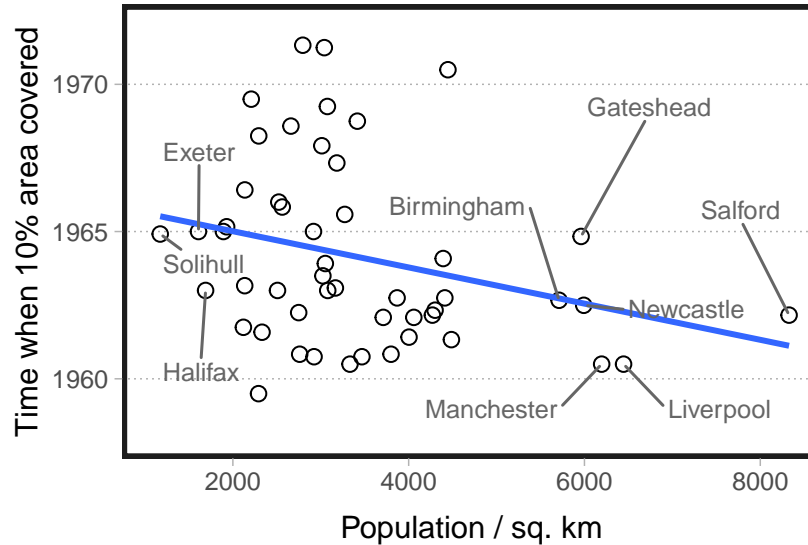 Time when 10% area covered
1970
1965
1960
Gateshead
Exeter
Birmingham
Salford
Solihull
Newcastle
Halifax
Manchester
Liverpool
2000
4000
6000
8000
Population / sq. km